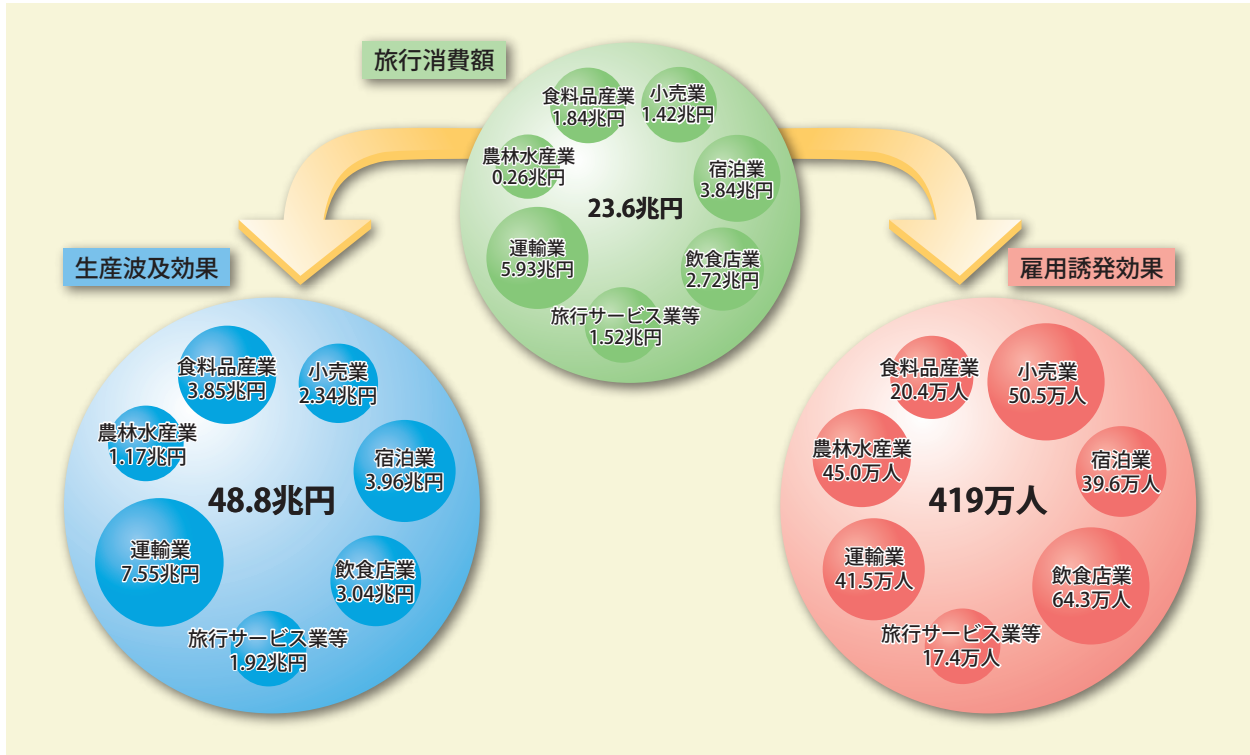 旅行消費額
食料品産業
1.84兆円
小売業
1.42兆円
農林水産業
0.26兆円
宿泊業
3.84兆円
23.6兆円
運輸業
5.93兆円
飲食店業
2.72兆円
旅行サービス業等
1.52兆円
生産波及効果
食料品産業
3.85兆円
小売業
2.34兆円
農林水産業
1.17兆円
宿泊業
3.96兆円
48.8兆円
運輸業
7.55兆円
飲食店業
3.04兆円
旅行サービス業等
1.92兆円
雇用誘発効果
食料品産業
20.4万人
小売業
50.5万人
農林水産業
45.0万人
宿泊業
39.6万人
419万人
運輸業
41.5万人
飲食店業
64.3万人
旅行サービス業等
17.4万人